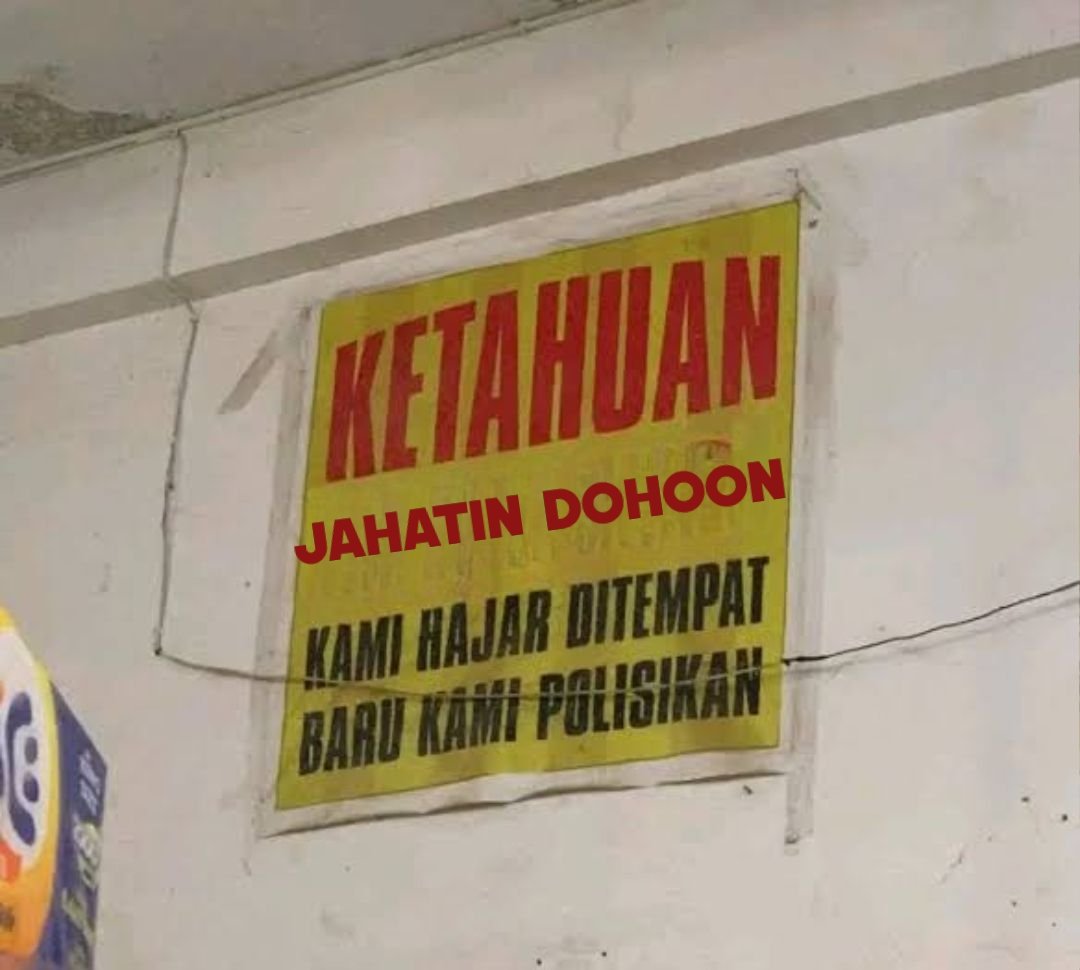 KETAHUAN
JAHATIN DOHOON
KAMI HAJAR DITEMPAT
BARU KAMI POLISIKAN